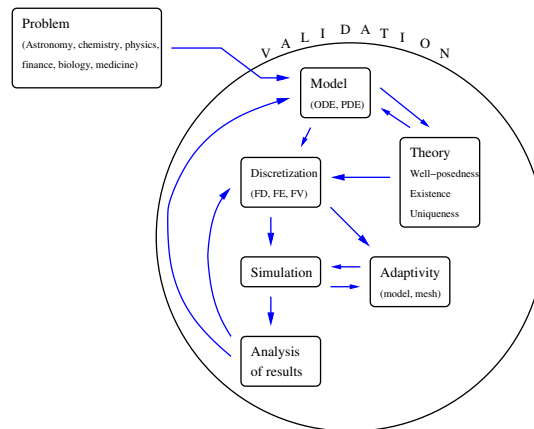 Problem
(Astronomy, chemistry, physics,
finance, biology, medicine)
VALIDATION
Model
(ODE, PDE)
Theory
Well-posedness
Existence
Uniqueness
Discretization
(FD, FE, FV)
Simulation
Adaptivity
(model, mesh)
Analysis
of results